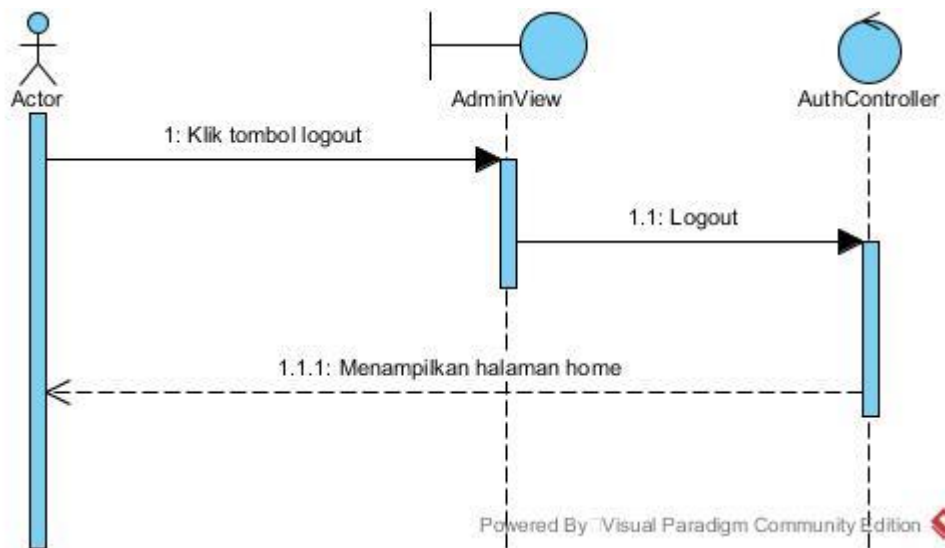 Actor
AdminView
AuthController
1: Klik tombol logout
1.1: Logout
1.1.1: Menampilkan halaman home
Powered By Visual Paradigm Community Edition